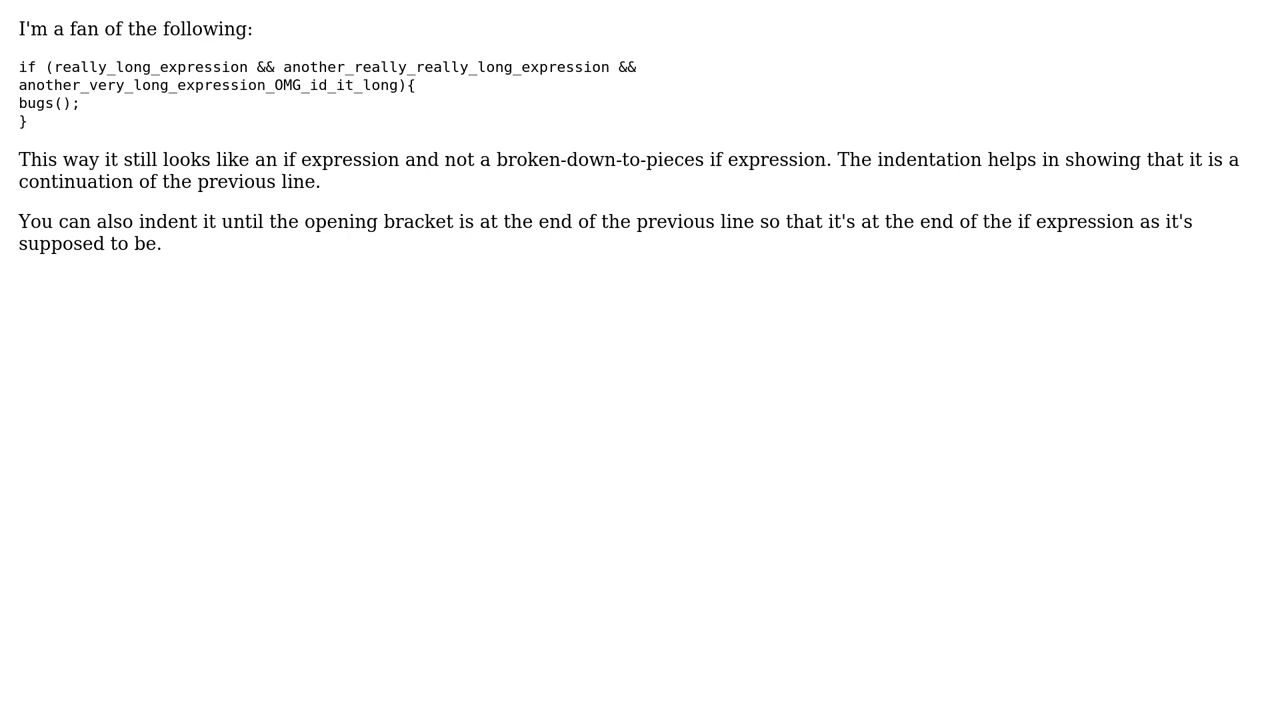 I'm a fan of the following:
if (really_long_expression && another_really_really_long_expression &&
another_very_long_expression_OMG_id_it_long){
bugs();
}
This way it still looks like an if expression and not a broken-down-to-pieces if expression. The indentation helps in showing that it is a
continuation of the previous line.
You can also indent it until the opening bracket is at the end of the previous line so that it's at the end of the if expression as it's
supposed to be.